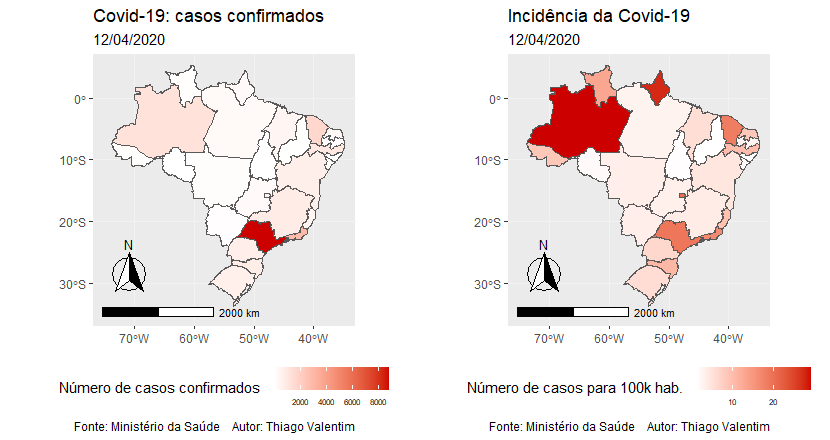 Covid-19: casos confirmados
12/04/2020
0°
10°S
20°S
30°S
N
2000 km
70°W
60°W
50°W
40°W
Número de casos confirmados
2000
4000
6000
8000
Fonte: Ministério da Saúde Autor: Thiago Valentim
Incidência da Covid-19
12/04/2020
0°
10°S
20°S
30°S
N
2000 km
70°W
60°W
50°W
40°W
Número de casos para 100k hab.
10
20
Fonte: Ministério da Saúde Autor: Thiago Valentim